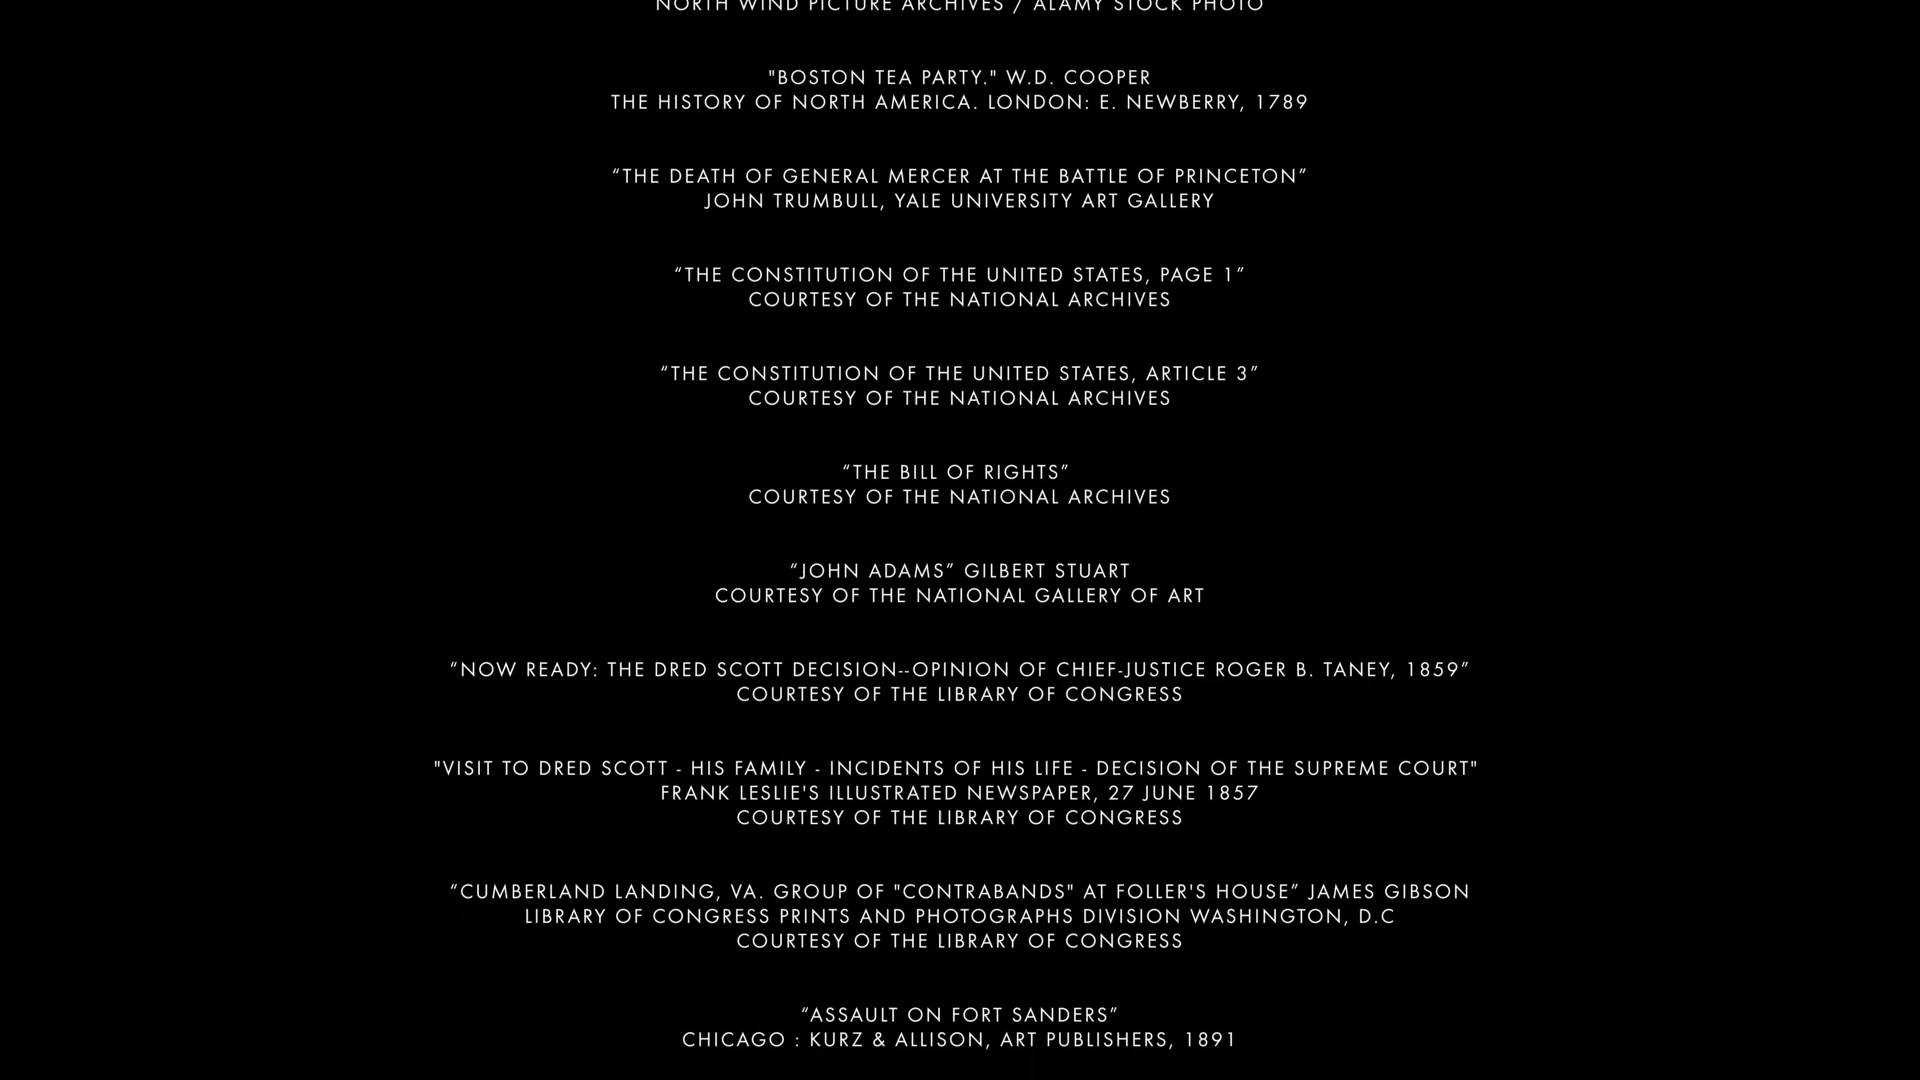 NORTH WIND PICTURE ARCHIVES / ALAMY STOCK PHOTO
"BOSTON TEA PARTY." W.D. COOPER
THE HISTORY OF NORTH AMERICA. LONDON: E. NEWBERRY, 1789
“THE DEATH OF GENERAL MERCER AT THE BATTLE OF PRINCETON”
JOHN TRUMBULL, YALE UNIVERSITY ART GALLERY
“THE CONSTITUTION OF THE UNITED STATES, PAGE 1”
COURTESY OF THE NATIONAL ARCHIVES
“THE CONSTITUTION OF THE UNITED STATES, ARTICLE 3”
COURTESY OF THE NATIONAL ARCHIVES
“THE BILL OF RIGHTS”
COURTESY OF THE NATIONAL ARCHIVES
“JOHN ADAMS” GILBERT STUART
COURTESY OF THE NATIONAL GALLERY OF ART
“NOW READY: THE DRED SCOTT DECISION--OPINION OF CHIEF-JUSTICE ROGER B. TANEY, 1859”
COURTESY OF THE LIBRARY OF CONGRESS
"VISIT TO DRED SCOTT - HIS FAMILY - INCIDENTS OF HIS LIFE - DECISION OF THE SUPREME COURT"
FRANK LESLIE'S ILLUSTRATED NEWSPAPER, 27 JUNE 1857
COURTESY OF THE LIBRARY OF CONGRESS
“CUMBERLAND LANDING, VA. GROUP OF "CONTRABANDS" AT FOLLER'S HOUSE” JAMES GIBSON
LIBRARY OF CONGRESS PRINTS AND PHOTOGRAPHS DIVISION WASHINGTON, D.C
COURTESY OF THE LIBRARY OF CONGRESS
“ASSAULT ON FORT SANDERS”
CHICAGO : KURZ & ALLISON, ART PUBLISHERS, 1891